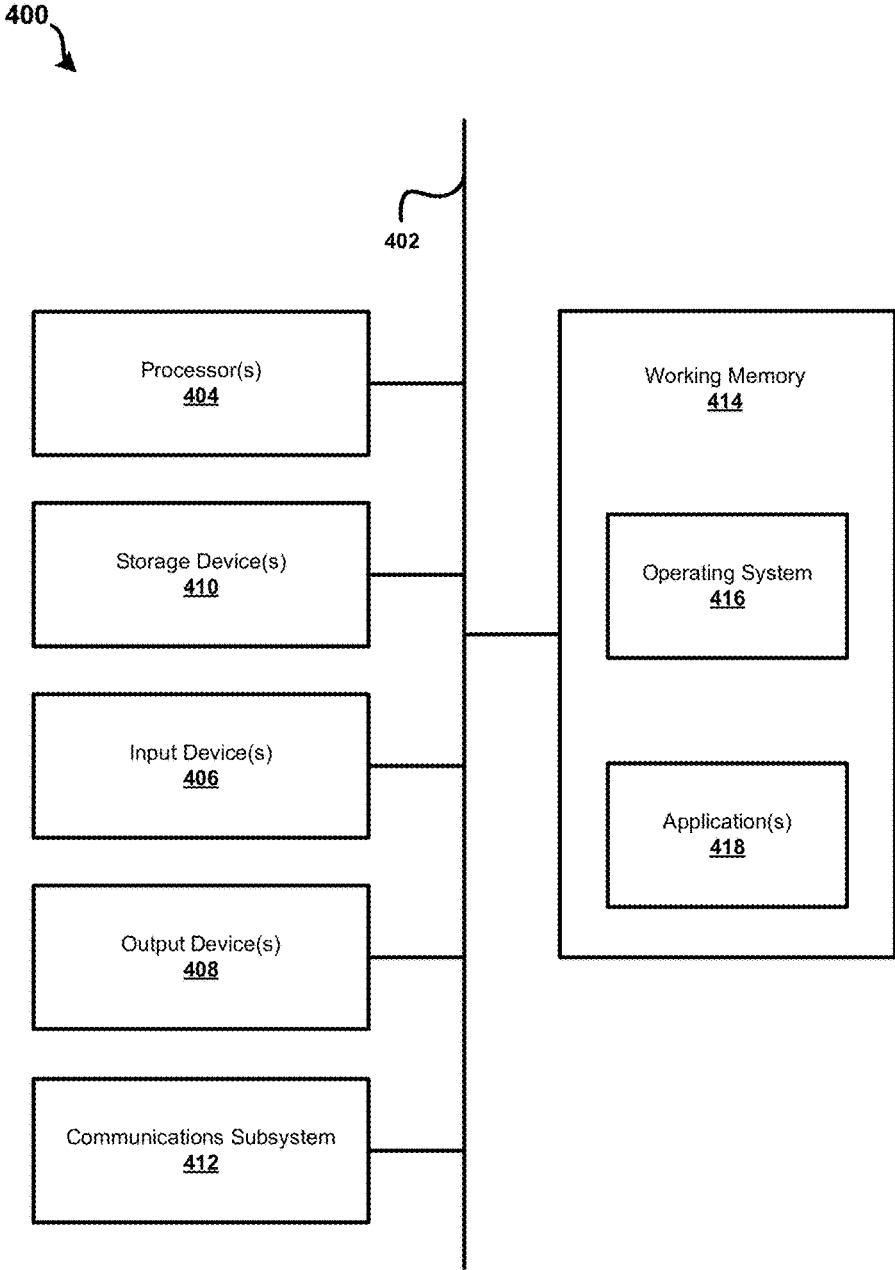 400
402
Processor(s)
404
Storage Device(s)
410
Input Device(s)
406
Output Device(s)
408
Communications Subsystem
412
Working Memory
414
Operating System
416
Application(s)
418